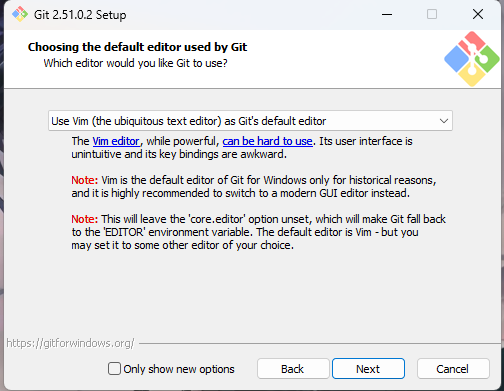 Git 2.51.0.2 Setup
Choosing the default editor used by Git
Which editor would you like Git to use?
Use Vim (the ubiquitous text editor) as Git's default editor
The Vim editor, while powerful, can be hard to use. Its user interface is
unintuitive and its key bindings are awkward.
Note: Vim is the default editor of Git for Windows only for historical reasons,
and it is highly recommended to switch to a modern GUI editor instead.
Note: This will leave the 'core.editor' option unset, which will make Git fall back
to the 'EDITOR' environment variable. The default editor is Vim - but you
may set it to some other editor of your choice.
https://gitforwindows.org/
Only show new options
Back
Next
Cancel